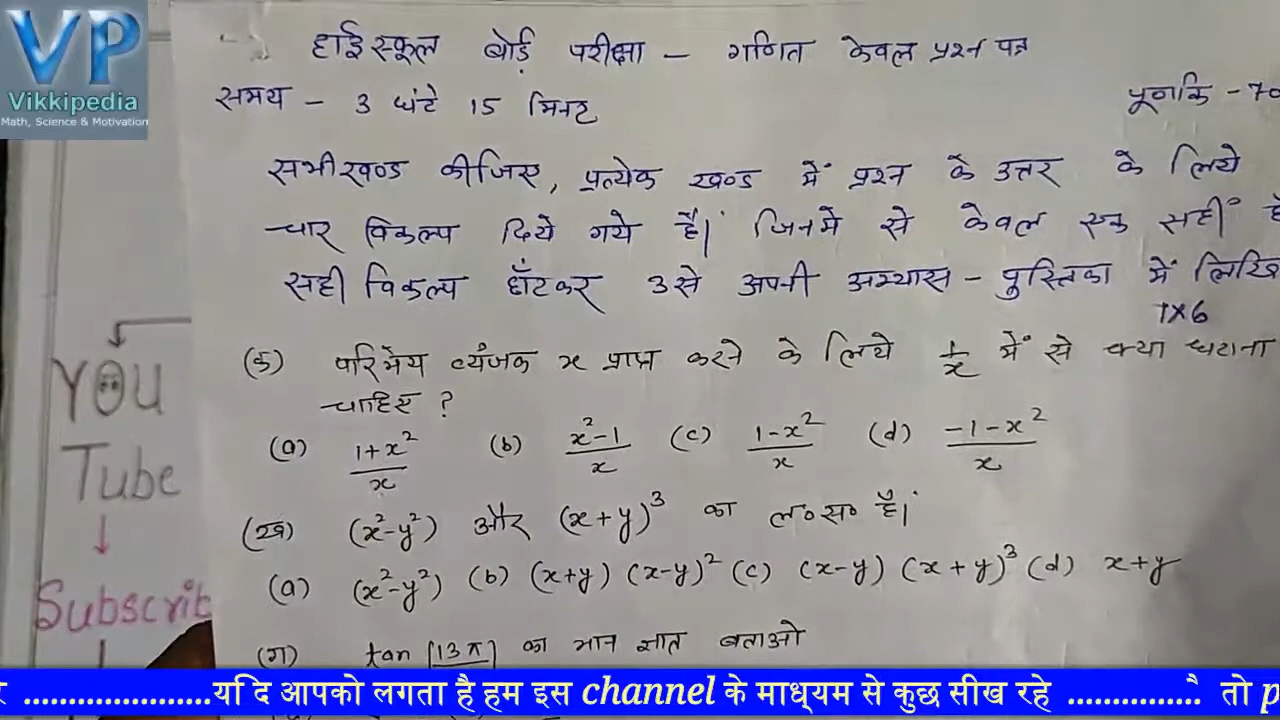 VP
Vikkipedia
Math, Science & Motivation
हाईस्कूल बोर्ड़ परीक्षा - गणित केवल प्रश्न पत्र
समय - 3 घंटे 15 मिनट
पूर्णांक - 70
सभी खण्ड कीजिए, प्रत्येक खण्ड में प्रश्न के उत्तर के लिये
चार विकल्प दिये गये हैं। जिनमें से केवल एक सही
सही विकल्प छाँटकर उसे अपनी अभ्यास - पुस्तिका में
1×6
(क) परिमेय व्यंजक x प्राप्त करने के लिये 1/x में से क्या घटाना
चाहिए ?
(a) (1+x²)/x (b) (x²-1)/x (c) (1-x²)/x (d) (-1-x²)/x
(ख) (x²-y²) और (x+y)³ का ल०स० है।
(a) (x²-y²) (b) (x+y) (x-y)² (c) (x-y) (x+y)³ (d) x+y
(ग) tan 13π का मान ज्ञात बताओ
YOU
Tube
Subscrib
.....................यदि आपको लगता है हम इस channel के माध्यम से कुछ सीख रहे ............... तो